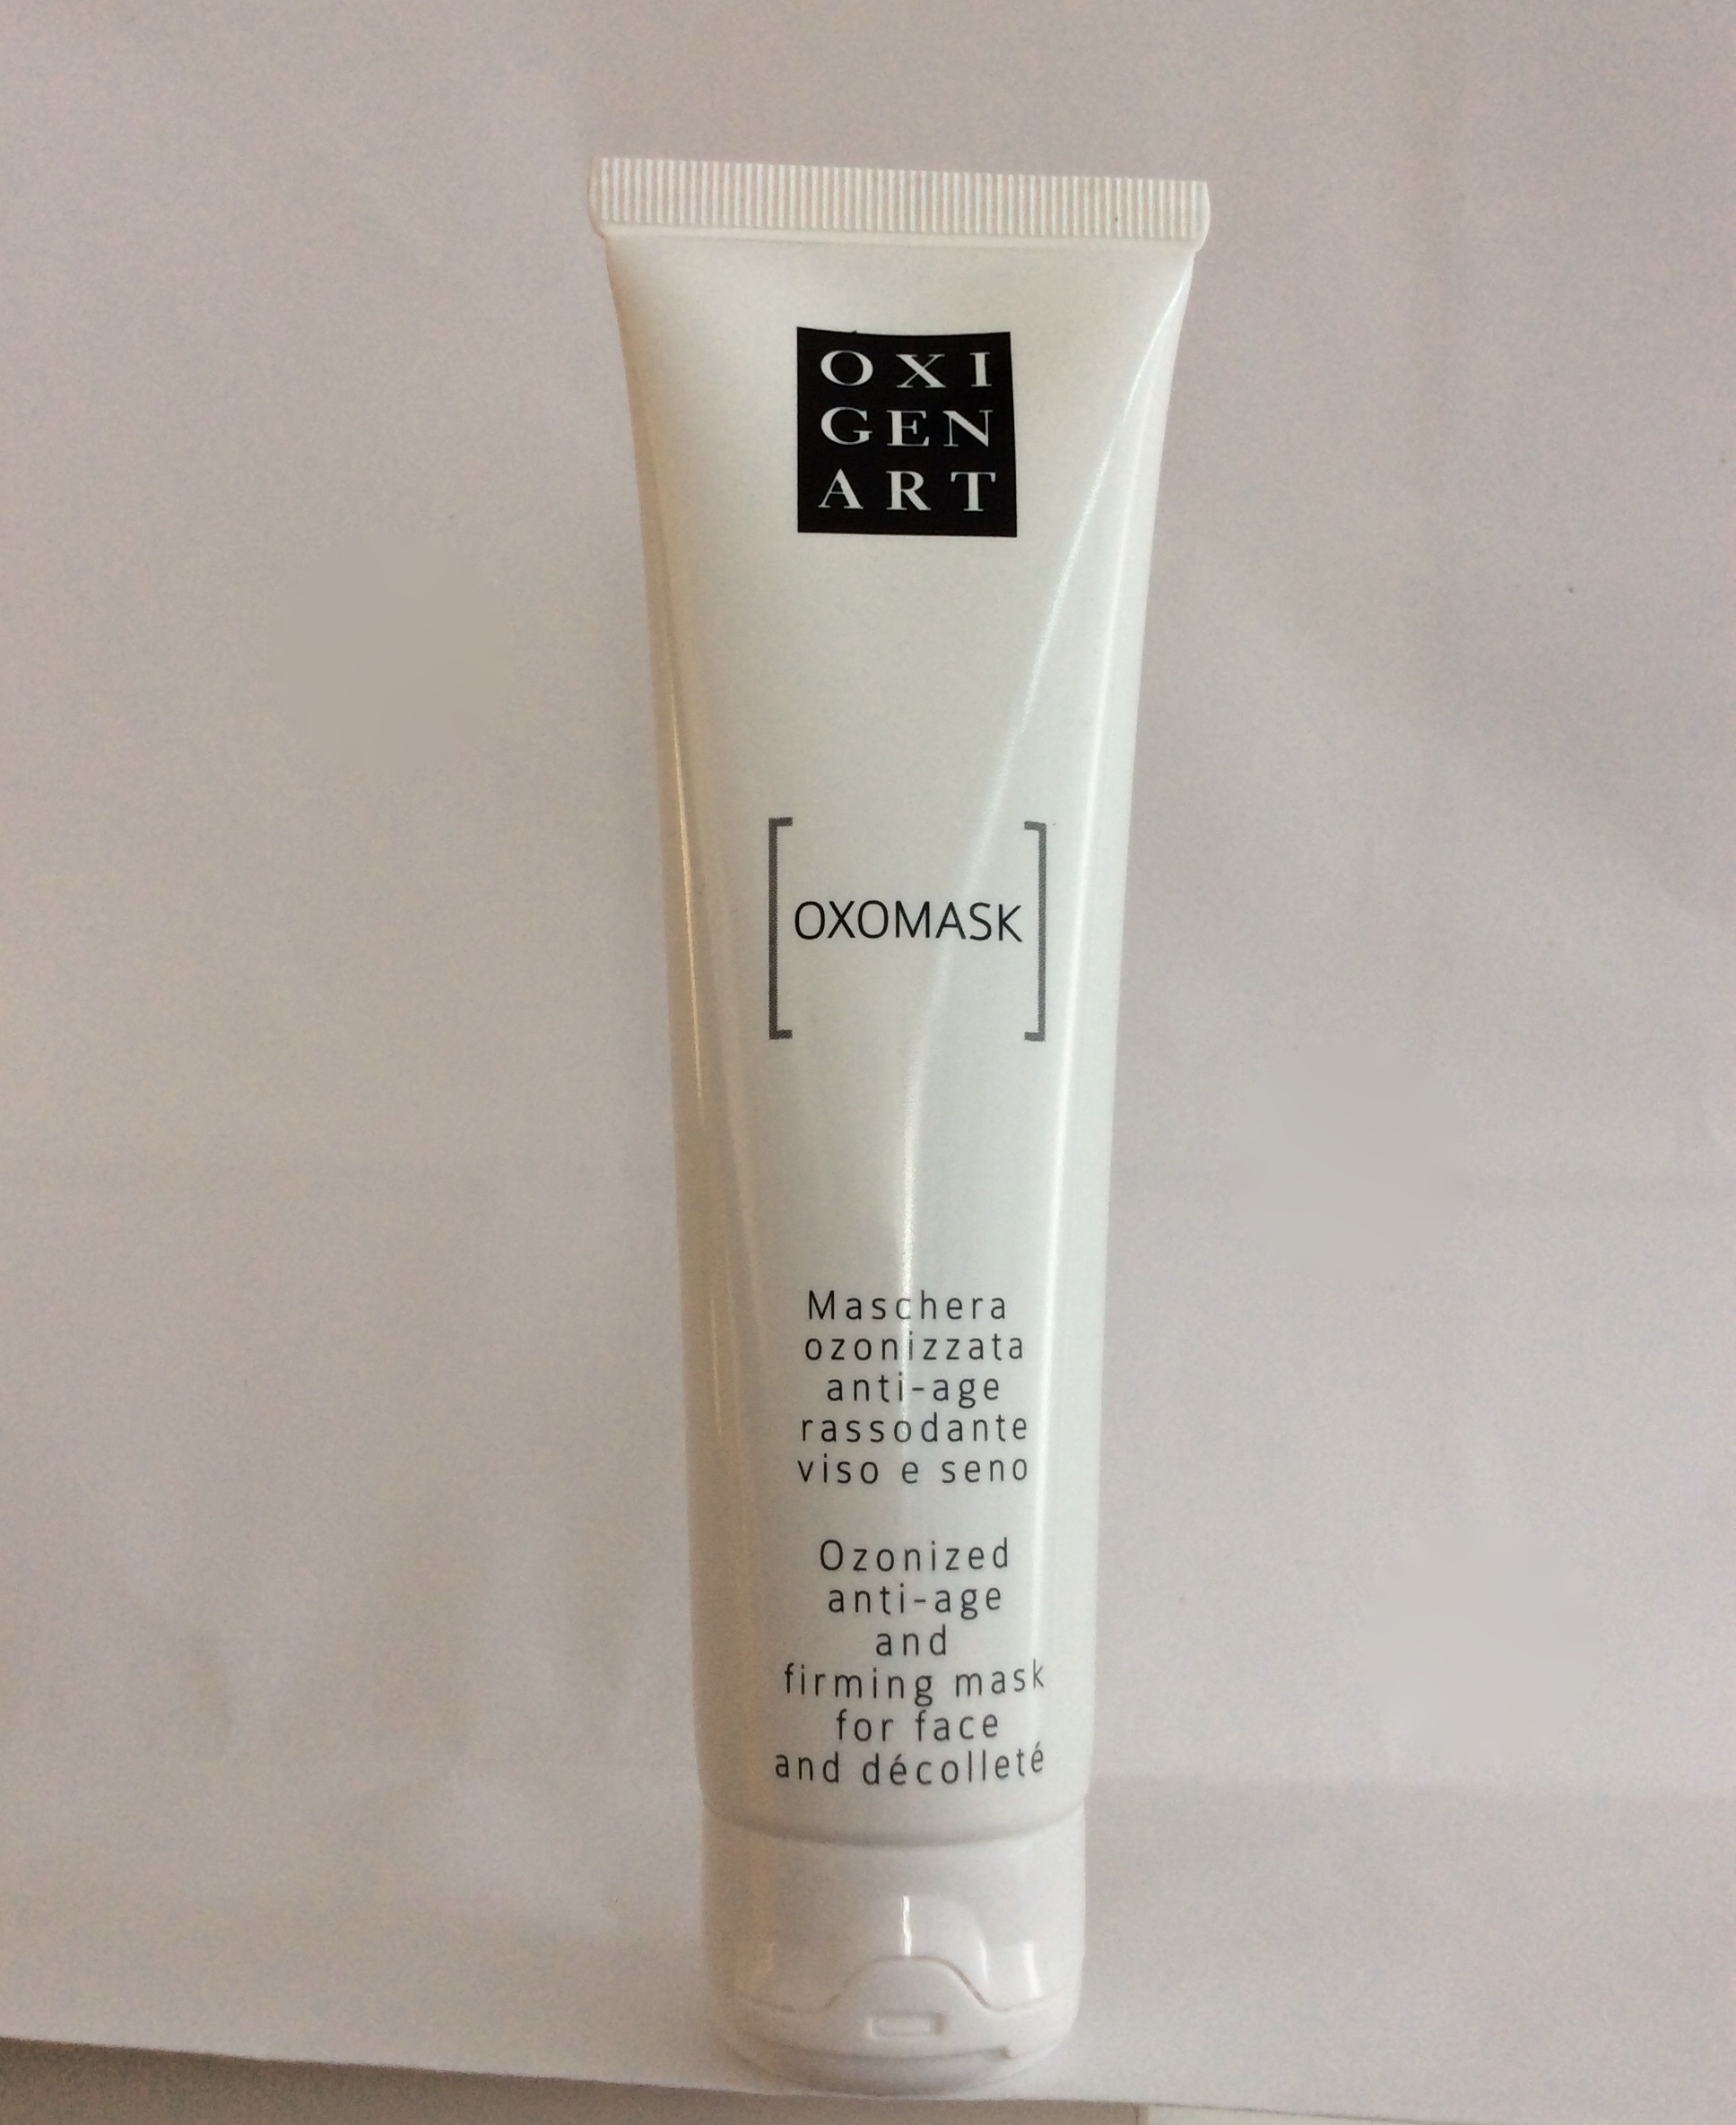 OXI
GEN
ART
[OXOMASK]
Maschera
ozonizzata
anti-age
rassodante
viso e seno
Ozonized
anti-age
and
firming mask
for face
and décolleté